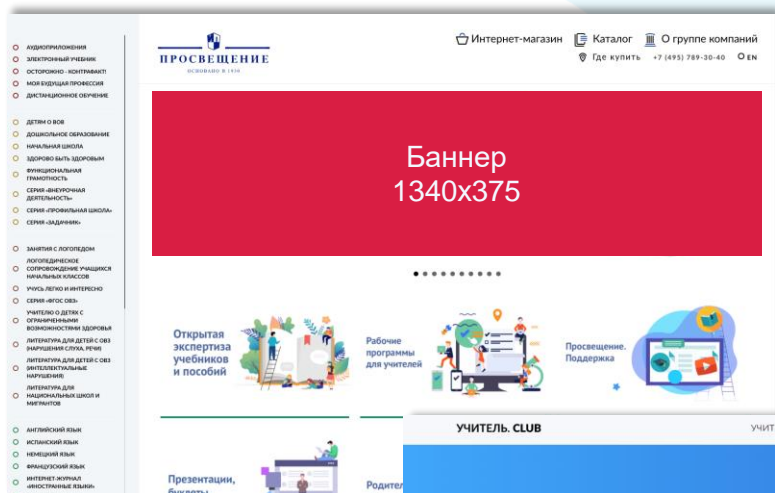 АУДИОПРИЛОЖЕНИЯ
ЭЛЕКТРОННЫЙ УЧЕБНИК
ОСТОРОЖНО - КОНТРАФАКТ!
МОЯ БУДУЩАЯ ПРОФЕССИЯ
ДИСТАНЦИОННОЕ ОБУЧЕНИЕ
ДЕТЯМ О ВОВ
ДОШКОЛЬНОЕ ОБРАЗОВАНИЕ
НАЧАЛЬНАЯ ШКОЛА
ЗДОРОВО БЫТЬ ЗДОРОВЫМ
ФУНКЦИОНАЛЬНАЯ
ГРАМОТНОСТЬ
СЕРИЯ «ВНЕУРОЧНАЯ
ДЕЯТЕЛЬНОСТЬ»
СЕРИЯ «ПРОФИЛЬНАЯ ШКОЛА»
СЕРИЯ «ЗАДАЧНИК»
ЗАНЯТИЯ С ЛОГОПЕДОМ
ЛОГОПЕДИЧЕСКОЕ
СОПРОВОЖДЕНИЕ УЧАЩИХСЯ
НАЧАЛЬНЫХ КЛАССОВ
УЧУСЬ ЛЕГКО И ИНТЕРЕСНО
СЕРИЯ «ФГОС ОВЗ»
УЧИТЕЛЮ О ДЕТЯХ С
ОГРАНИЧЕННЫМИ
ВОЗМОЖНОСТЯМИ ЗДОРОВЬЯ
ЛИТЕРАТУРА ДЛЯ ДЕТЕЙ С ОВЗ
(НАРУШЕНИЯ СЛУХА, РЕЧИ)
ЛИТЕРАТУРА ДЛЯ ДЕТЕЙ С ОВЗ
(ИНТЕЛЛЕКТУАЛЬНЫЕ
НАРУШЕНИЯ)
ЛИТЕРАТУРА ДЛЯ
НАЦИОНАЛЬНЫХ ШКОЛ И
МИГРАНТОВ
АНГЛИЙСКИЙ ЯЗЫК
ИСПАНСКИЙ ЯЗЫК
НЕМЕЦКИЙ ЯЗЫК
ФРАНЦУЗСКИЙ ЯЗЫК
ИНТЕРНЕТ-ЖУРНАЛ
«ИНОСТРАННЫЕ ЯЗЫКИ»
ПРОСВЕЩЕНИЕ
ОСНОВАНО В 1930
Интернет-магазин Каталог О группе компаний
Где купить +7 (495) 789-30-40 EN
Баннер
1340x375
Открытая
экспертиза
учебников
и пособий
Рабочие
программы
для учителей
Просвещение.
Поддержка
Презентации,
буклеты
Родител
УЧИТЕЛЬ. CLUB
УЧИТ